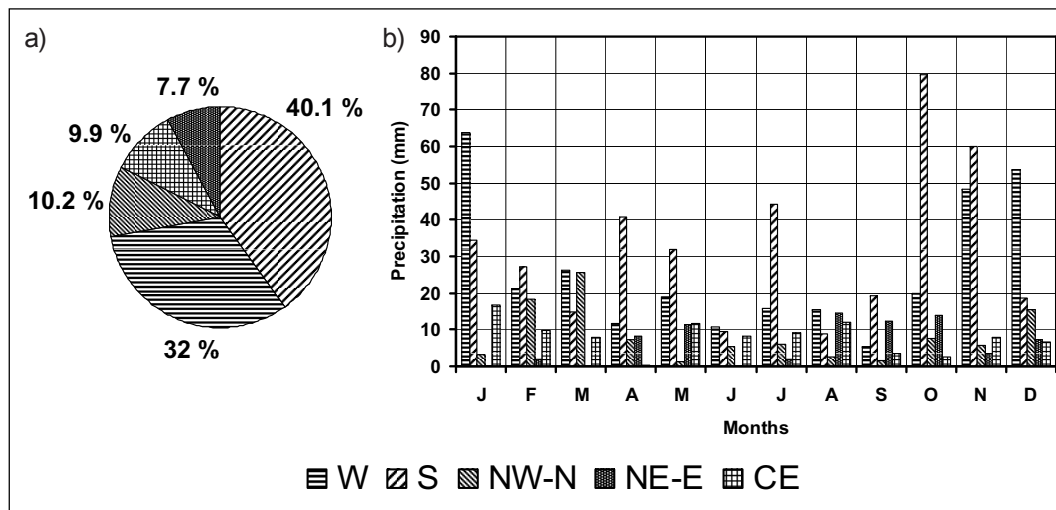 a)
7.7 %
40.1 %
9.9 %
10.2 %
32 %
b)
Precipitation (mm)
90
80
70
60
50
40
30
20
10
0
J F M A M J J A S O N D
Months
W S NW-N NE-E CE